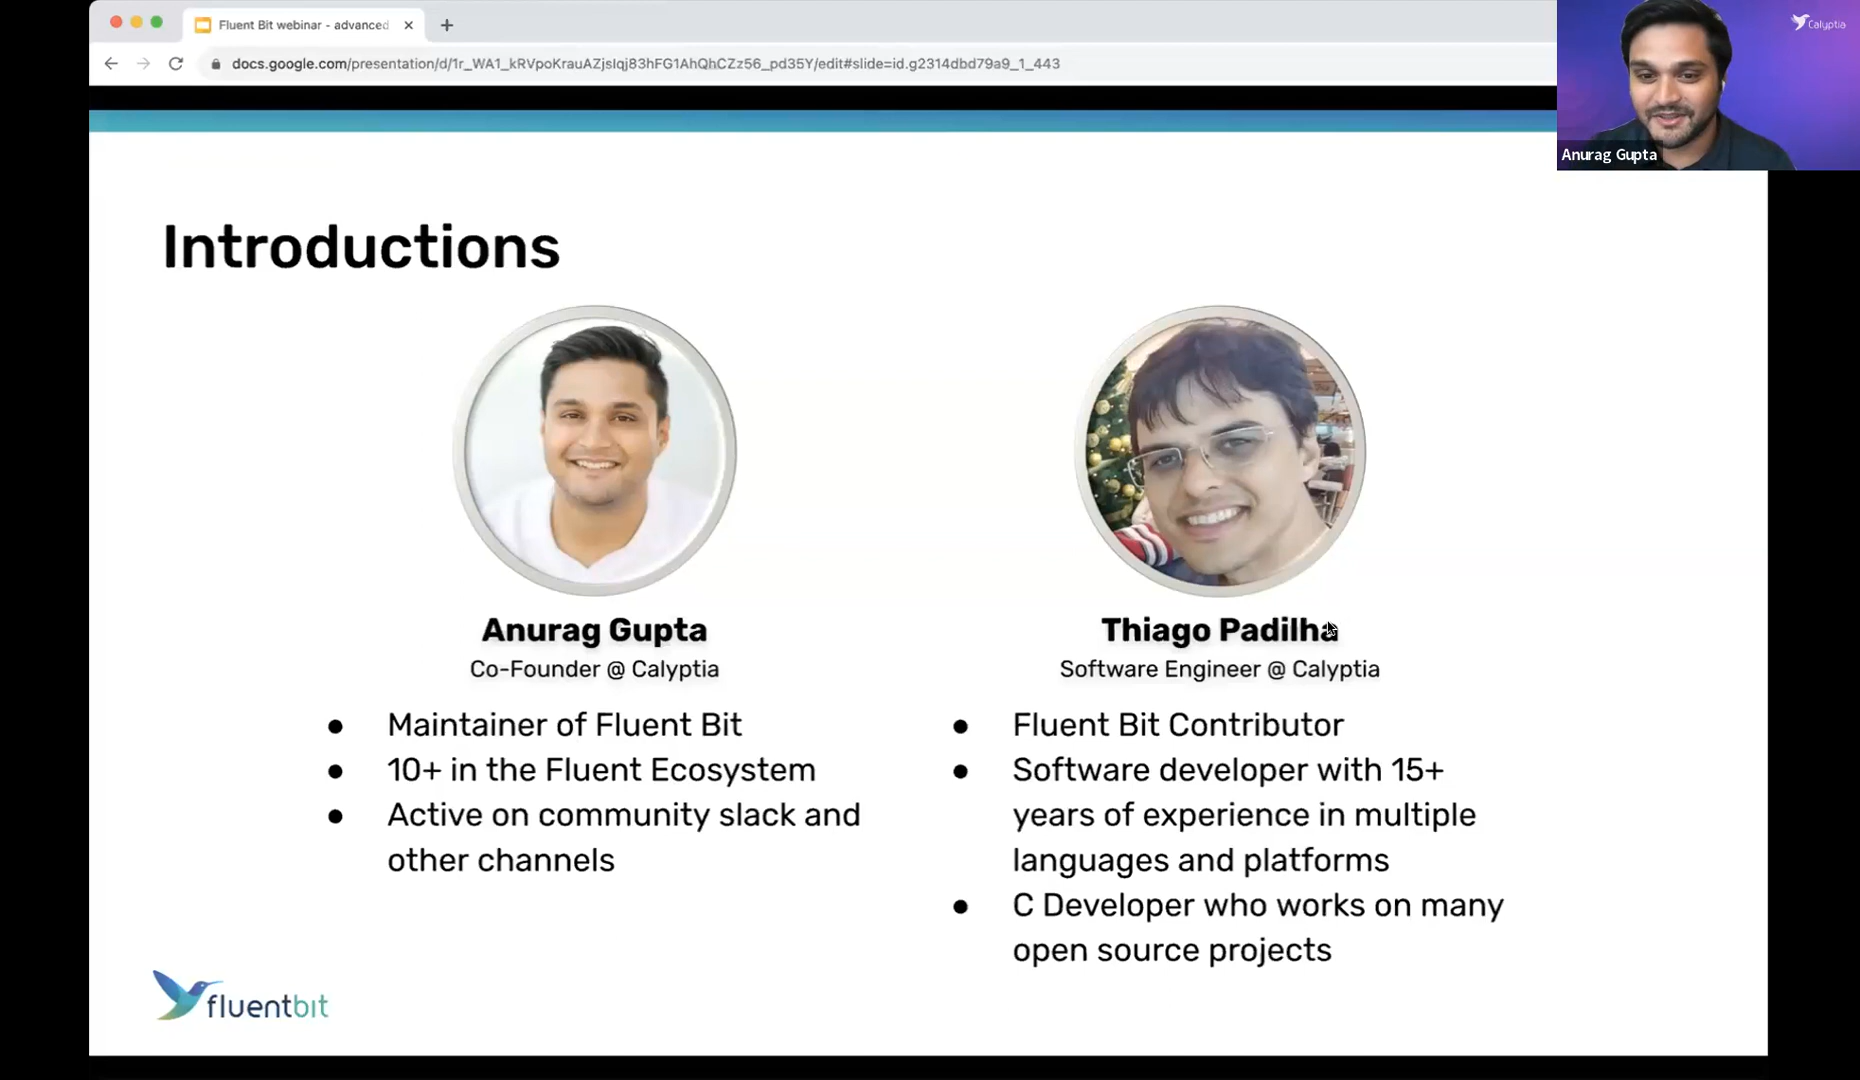 Fluent Bit webinar - advanced
docs.google.com/presentation/d/1r_WA1_kRVpoKrauAZjsIqj83hFG1AhQhCZz56_pd35Y/edit#slide=id.g2314dbd79a9_1_443
Calyptia
Anurag Gupta
Introductions
Anurag Gupta
Co-Founder @ Calyptia
● Maintainer of Fluent Bit
● 10+ in the Fluent Ecosystem
● Active on community slack and
other channels
Thiago Padilha
Software Engineer @ Calyptia
● Fluent Bit Contributor
● Software developer with 15+
years of experience in multiple
languages and platforms
● C Developer who works on many
open source projects
fluentbit